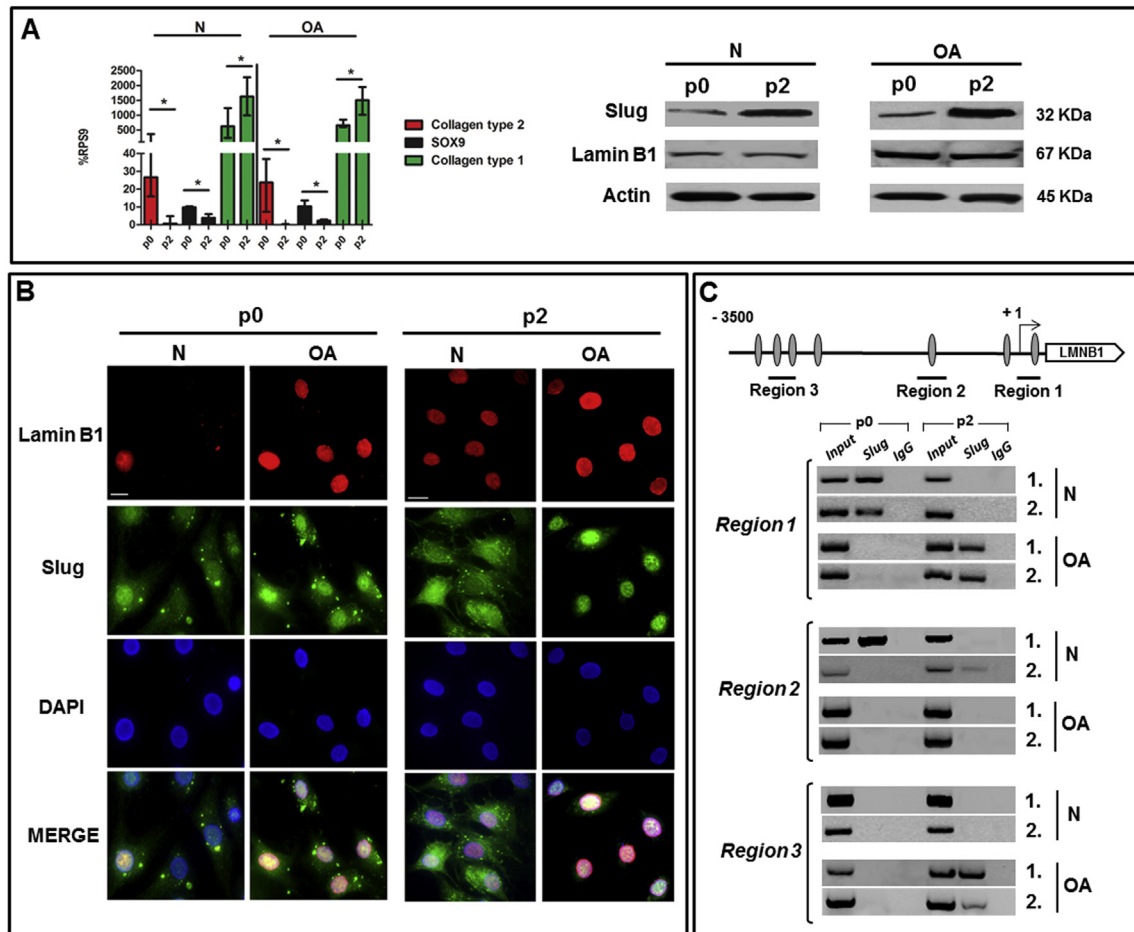 A
N OA
* * * * * *
2500
2000
1500
1000
500
40
30
20
10
0
%RPS9
p0 p2 p0 p2 p0 p2 p0 p2 p0 p2 p0 p2
Collagen type 2
SOX9
Collagen type 1
N OA
p0 p2 p0 p2
Slug 32 KDa
Lamin B1 67 KDa
Actin 45 KDa
B
p0 p2
N OA N OA
Lamin B1
Slug
DAPI
MERGE
C
- 3500 + 1
LMNB1
Region 3 Region 2 Region 1
p0 p2
Input Slug IgG Input Slug IgG
Region 1
1.
2.
N
1.
2.
OA
Region 2
1.
2.
N
1.
2.
OA
Region 3
1.
2.
N
1.
2.
OA